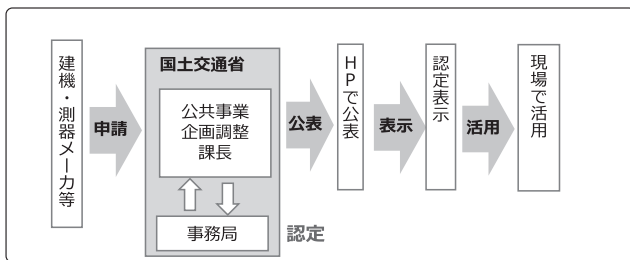 建機・測器メーカ等
申請
国土交通省
公共事業
企画調整
課長
事務局
認定
公表
HPで公表
表示
認定表示
活用
現場で活用